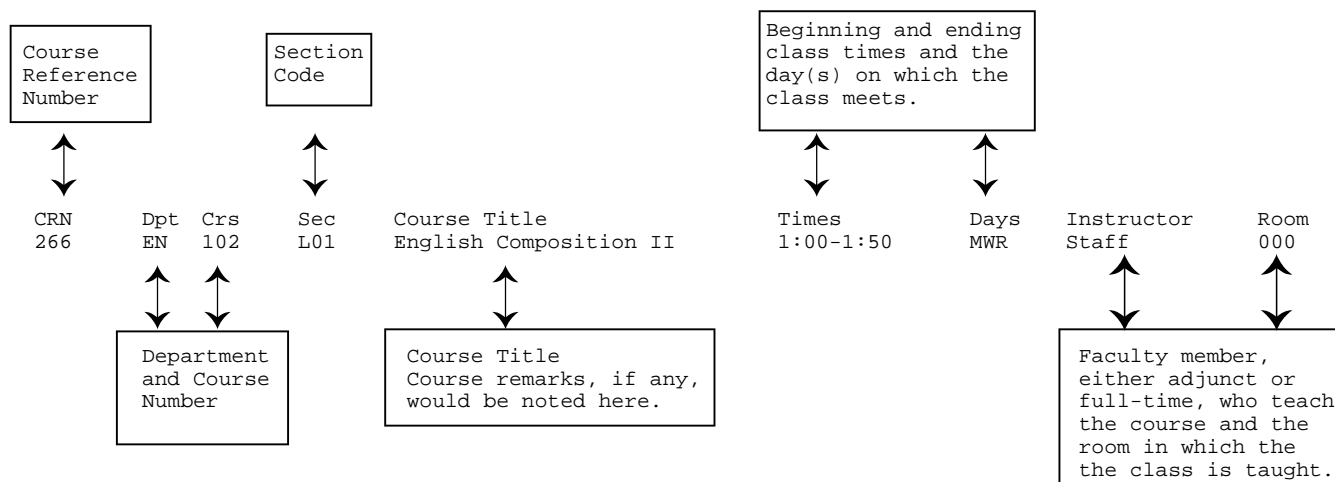 Course
Reference
Number
Section
Code
Beginning and ending
class times and the
day(s) on which the
class meets.
CRN Dpt Crs Sec Course Title Times Days Instructor Room
266 EN 102 L01 English Composition II 1:00-1:50 MWR Staff 000
Department
and Course
Number
Course Title
Course remarks, if any,
would be noted here.
Faculty member,
either adjunct or
full-time, who teach
the course and the
room in which the
the class is taught.